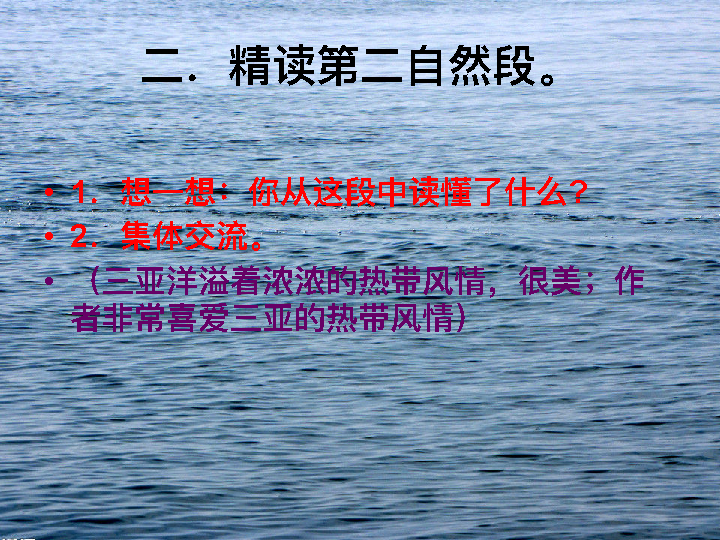 二．精读第二自然段。
• 1．想一想：你从这段中读懂了什么？
• 2．集体交流。
• （三亚洋溢着浓浓的热带风情，很美；作
者非常喜爱三亚的热带风情）